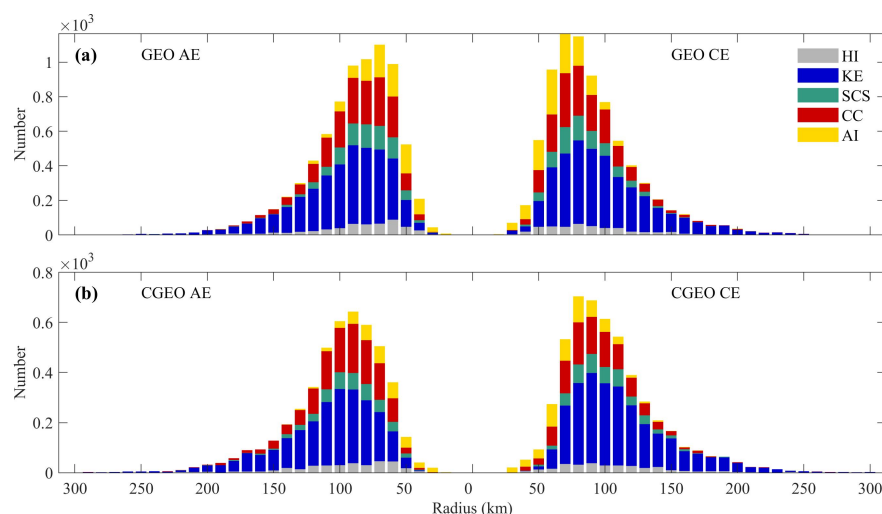 ×10³
(a)
GEO AE
GEO CE
HI
KE
SCS
CC
AI
Number
1
0.8
0.6
0.4
0.2
0
×10³
(b)
CGEO AE
CGEO CE
Number
0.8
0.6
0.4
0.2
0
300 250 200 150 100 50 0 50 100 150 200 250 300
Radius (km)